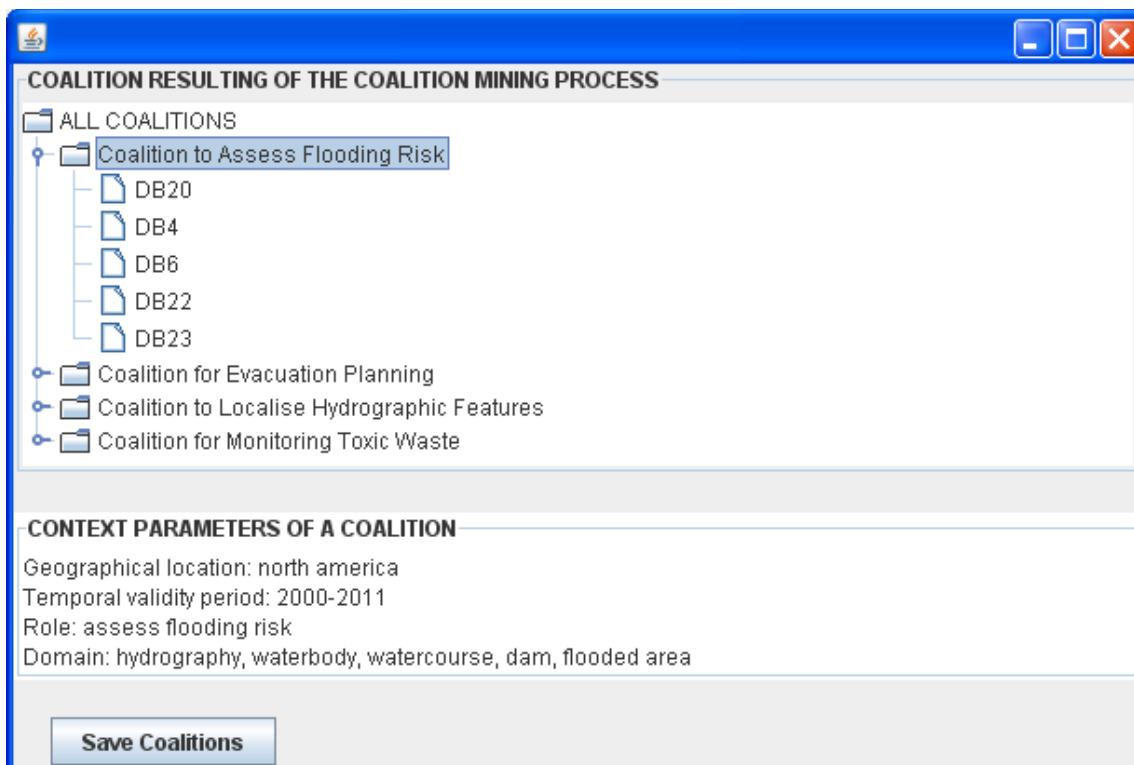 COALITION RESULTING OF THE COALITION MINING PROCESS
ALL COALITIONS
Coalition to Assess Flooding Risk
DB20
DB4
DB6
DB22
DB23
Coalition for Evacuation Planning
Coalition to Localise Hydrographic Features
Coalition for Monitoring Toxic Waste
CONTEXT PARAMETERS OF A COALITION
Geographical location: north america
Temporal validity period: 2000-2011
Role: assess flooding risk
Domain: hydrography, waterbody, watercourse, dam, flooded area
Save Coalitions